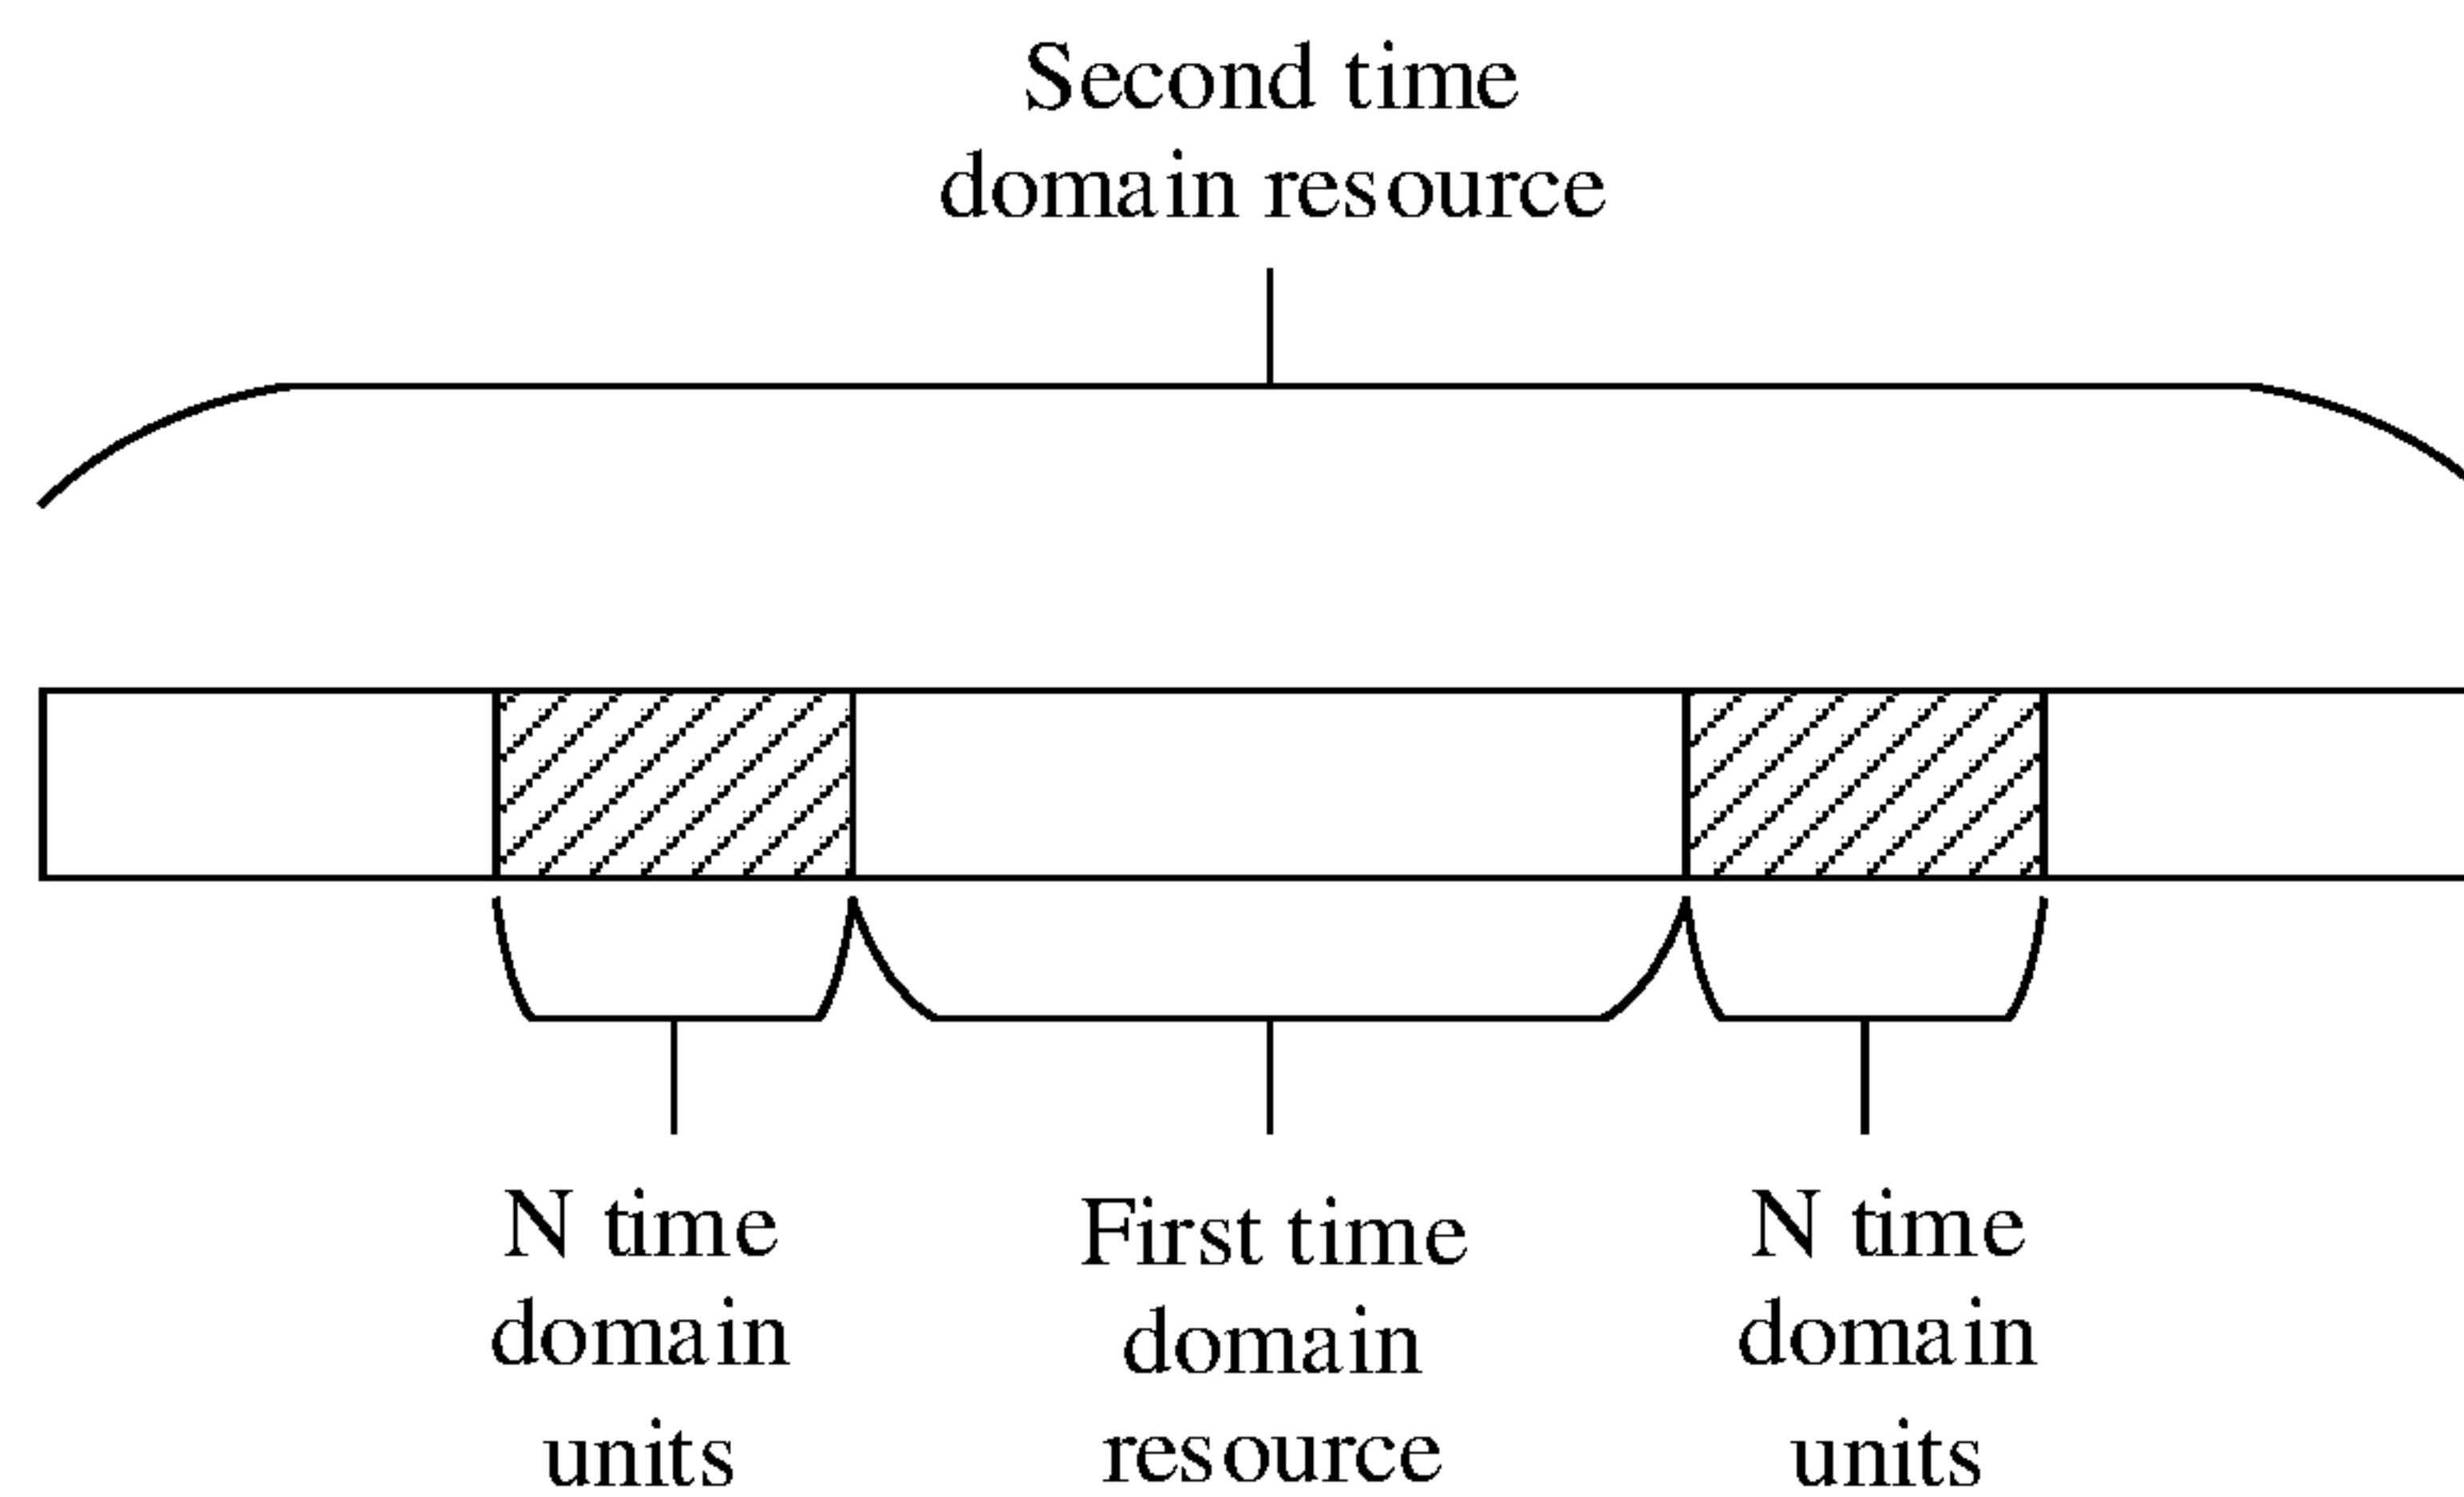 Second time
domain resource
N time
domain
units
First time
domain
resource
N time
domain
units